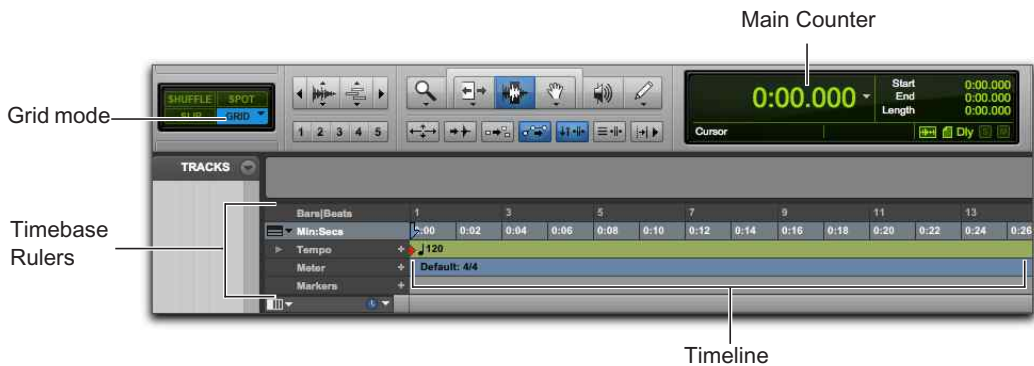 Main Counter
Grid mode
SHUFFLE SPOT
SLIP GRID
1 2 3 4 5
0:00.000
Start 0:00.000
End 0:00.000
Length 0:00.000
Cursor
Dly S M
TRACKS
Timebase
Rulers
Bars|Beats 1 3 5 7 9 11 13
Min:Secs 0:00 0:02 0:04 0:06 0:08 0:10 0:12 0:14 0:16 0:18 0:20 0:22 0:24 0:26
Tempo + 120
Meter + Default: 4/4
Markers +
Timeline